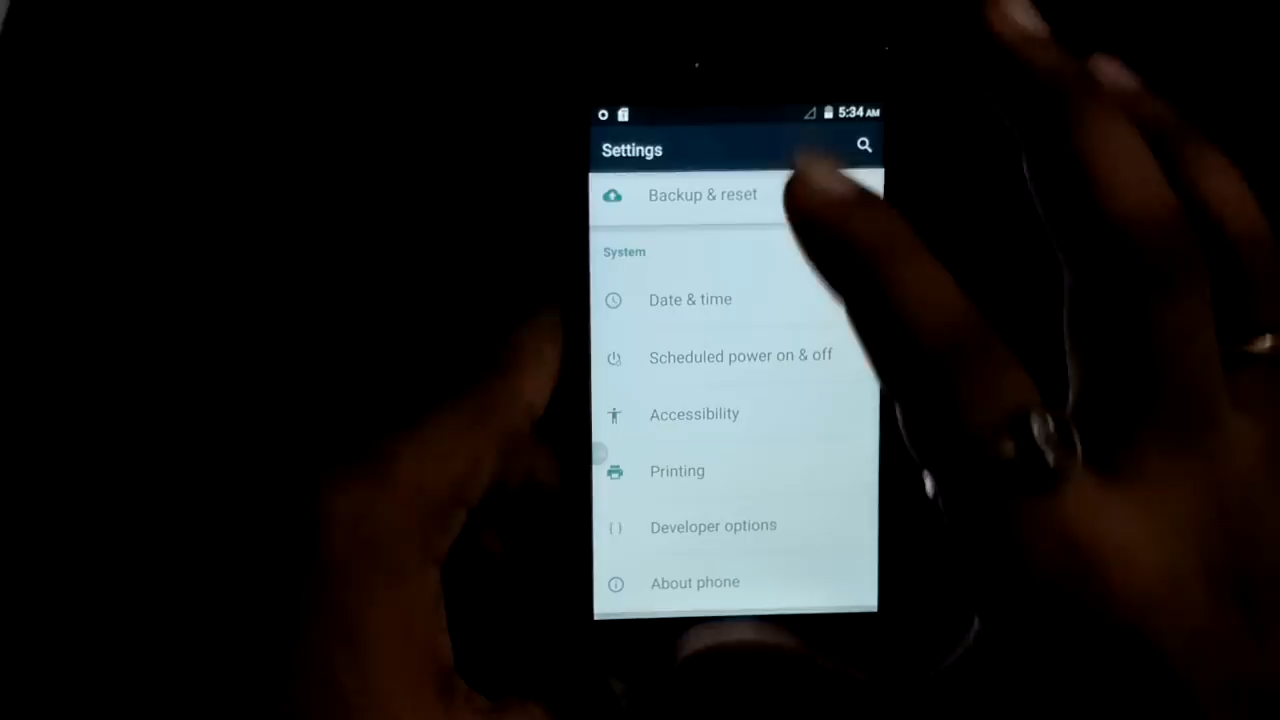 5:34 AM
Settings
Backup & reset
System
Date & time
Scheduled power on & off
Accessibility
Printing
Developer options
About phone